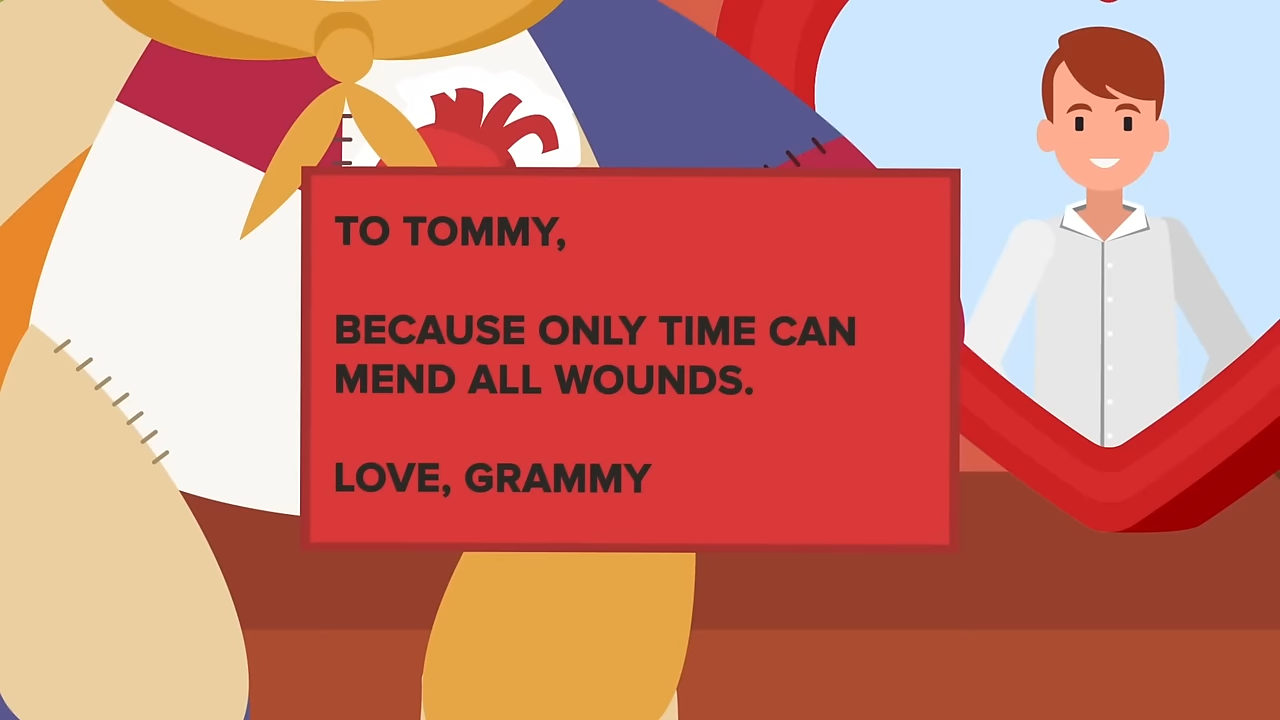 TO TOMMY,
BECAUSE ONLY TIME CAN
MEND ALL WOUNDS.
LOVE, GRAMMY